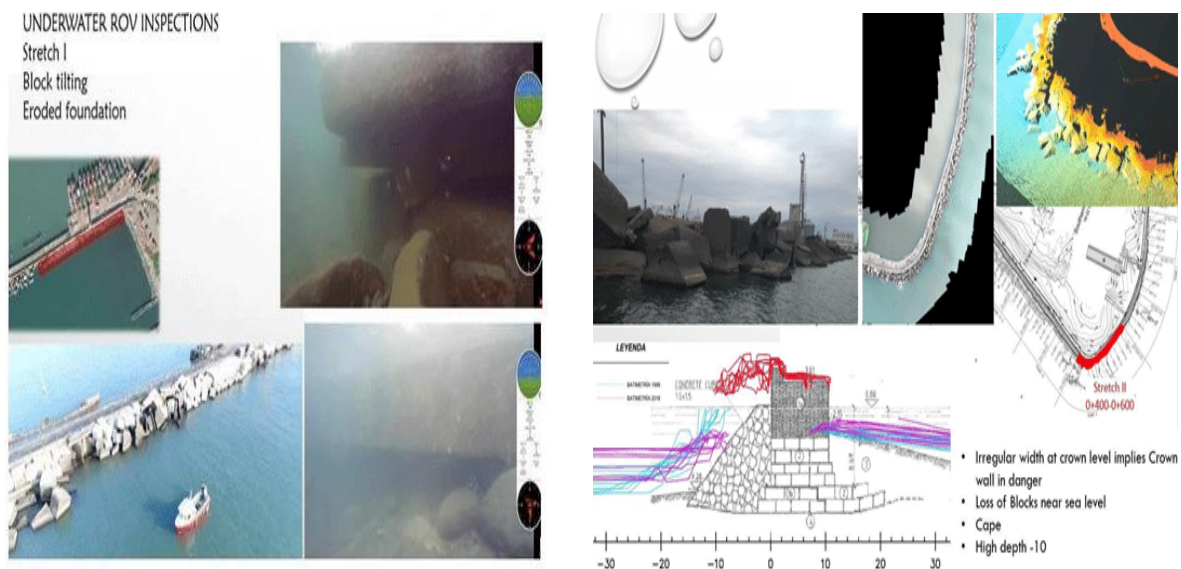 UNDERWATER ROV INSPECTIONS
Stretch I
Block tilting
Eroded foundation
LEYENDA
CONCRETE CUBE
Stretch II
0+400-0+600
• Irregular width at crown level implies Crown
wall in danger
• Loss of Blocks near sea level
• Cape
• High depth -10
-30
-20
-10
0
10
20
30